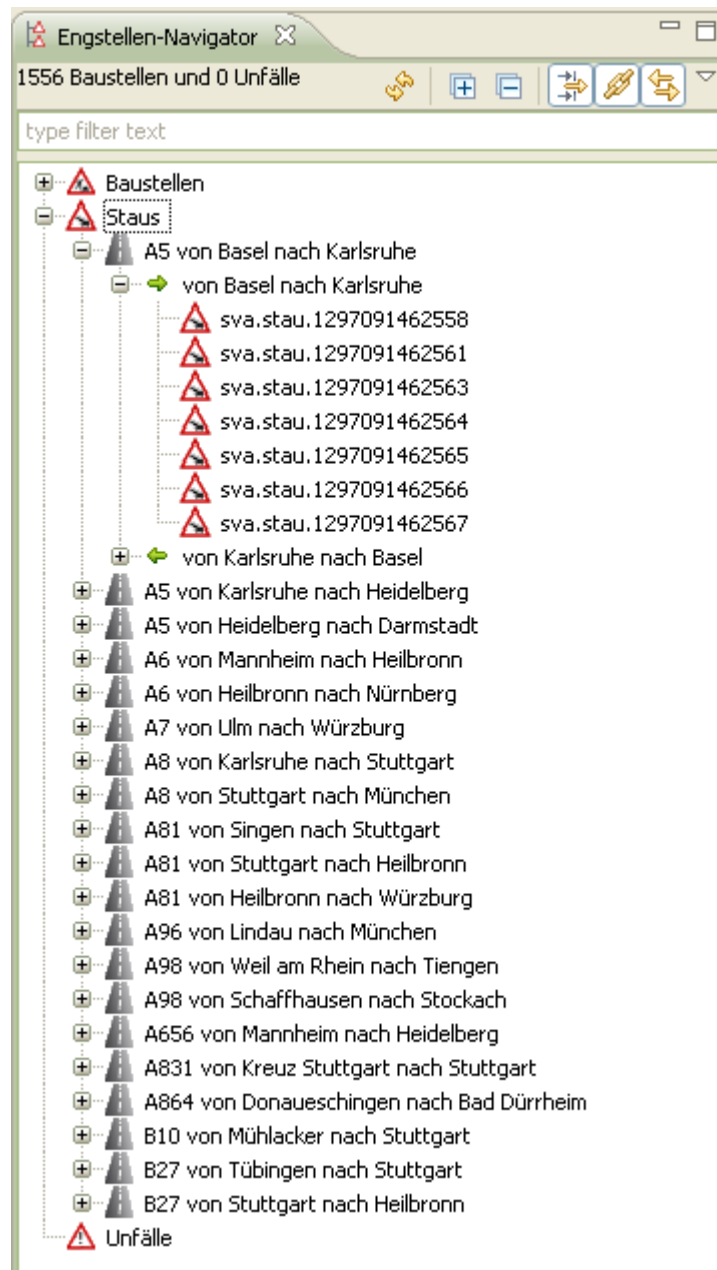 Engstellen-Navigator
1556 Baustellen und 0 Unfälle
type filter text
Baustellen
Staus
A5 von Basel nach Karlsruhe
von Basel nach Karlsruhe
sva.stau.1297091462558
sva.stau.1297091462561
sva.stau.1297091462563
sva.stau.1297091462564
sva.stau.1297091462565
sva.stau.1297091462566
sva.stau.1297091462567
von Karlsruhe nach Basel
A5 von Karlsruhe nach Heidelberg
A5 von Heidelberg nach Darmstadt
A6 von Mannheim nach Heilbronn
A6 von Heilbronn nach Nürnberg
A7 von Ulm nach Würzburg
A8 von Karlsruhe nach Stuttgart
A8 von Stuttgart nach München
A81 von Singen nach Stuttgart
A81 von Stuttgart nach Heilbronn
A81 von Heilbronn nach Würzburg
A96 von Lindau nach München
A98 von Weil am Rhein nach Tiengen
A98 von Schaffhausen nach Stockach
A656 von Mannheim nach Heidelberg
A831 von Kreuz Stuttgart nach Stuttgart
A864 von Donaueschingen nach Bad Dürrheim
B10 von Mühlacker nach Stuttgart
B27 von Tübingen nach Stuttgart
B27 von Stuttgart nach Heilbronn
Unfälle